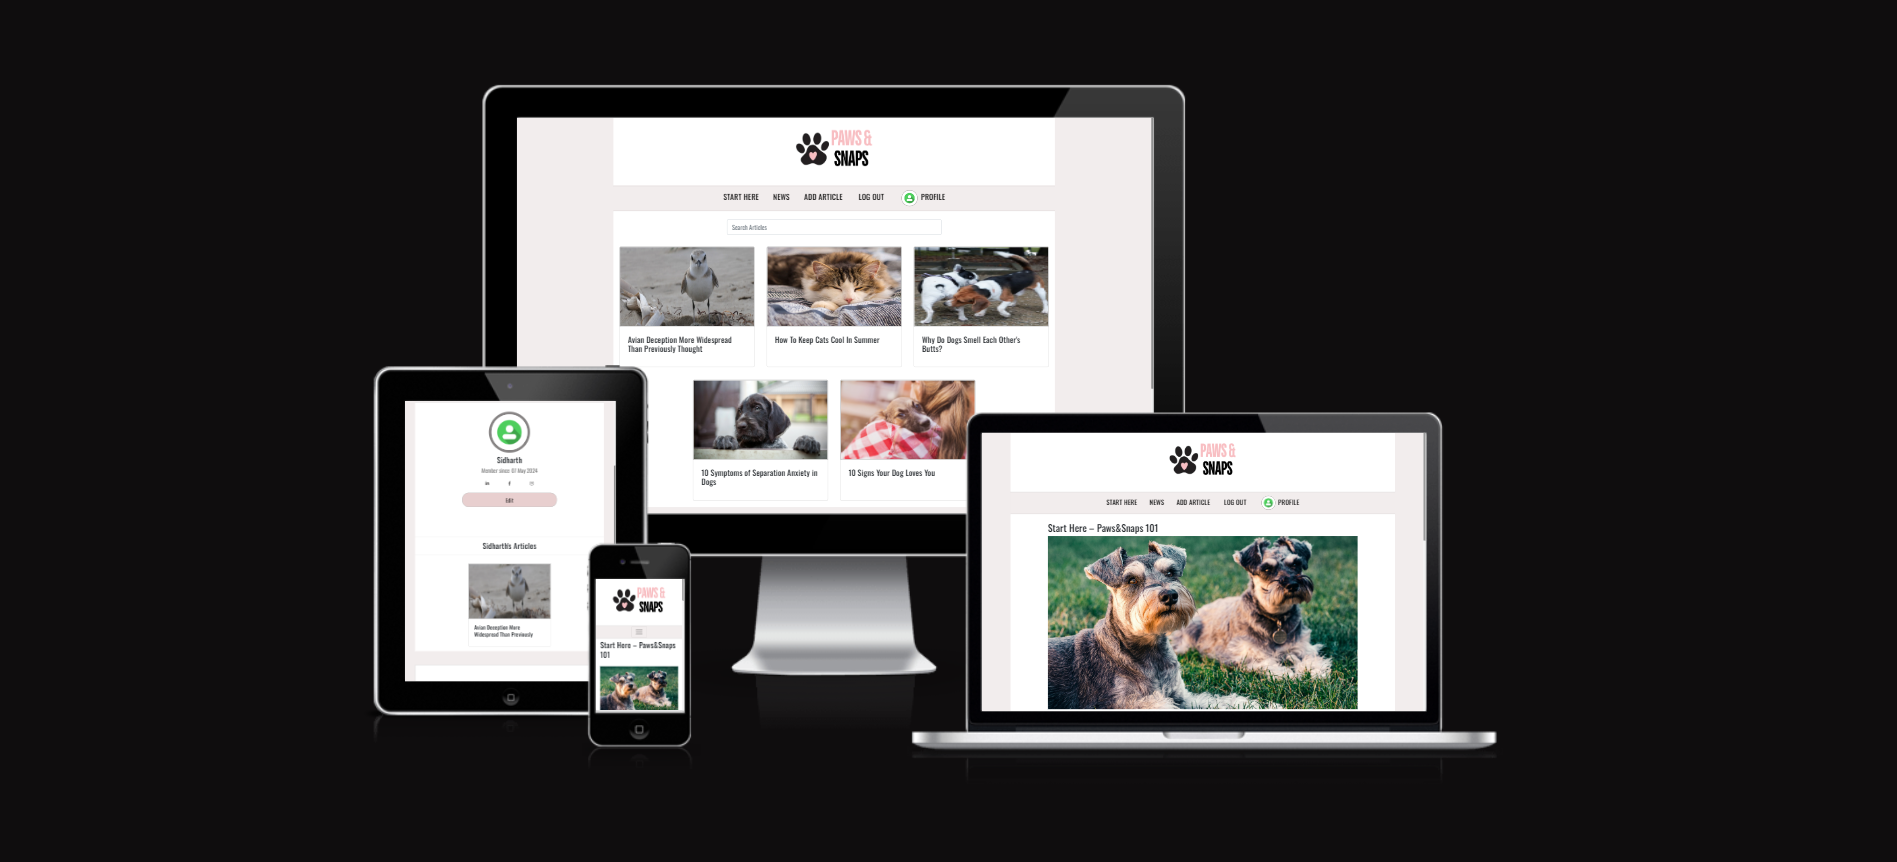 PAWS &
SNAPS
START HERE NEWS ADD ARTICLE LOG OUT PROFILE
Search Articles
Avian Deception More Widespread
Than Previously Thought
How To Keep Cats Cool In Summer
Why Do Dogs Smell Each Other's
Butts?
10 Symptoms of Separation Anxiety in
Dogs
10 Signs Your Dog Loves You
Sidharth
Member since: 01 May 2024
Edit
Sidharth's Articles
Avian Deception More
Widespread Than Previously
PAWS &
SNAPS
Start Here – Paws&Snaps
101
PAWS &
SNAPS
START HERE NEWS ADD ARTICLE LOG OUT PROFILE
Start Here – Paws&Snaps 101